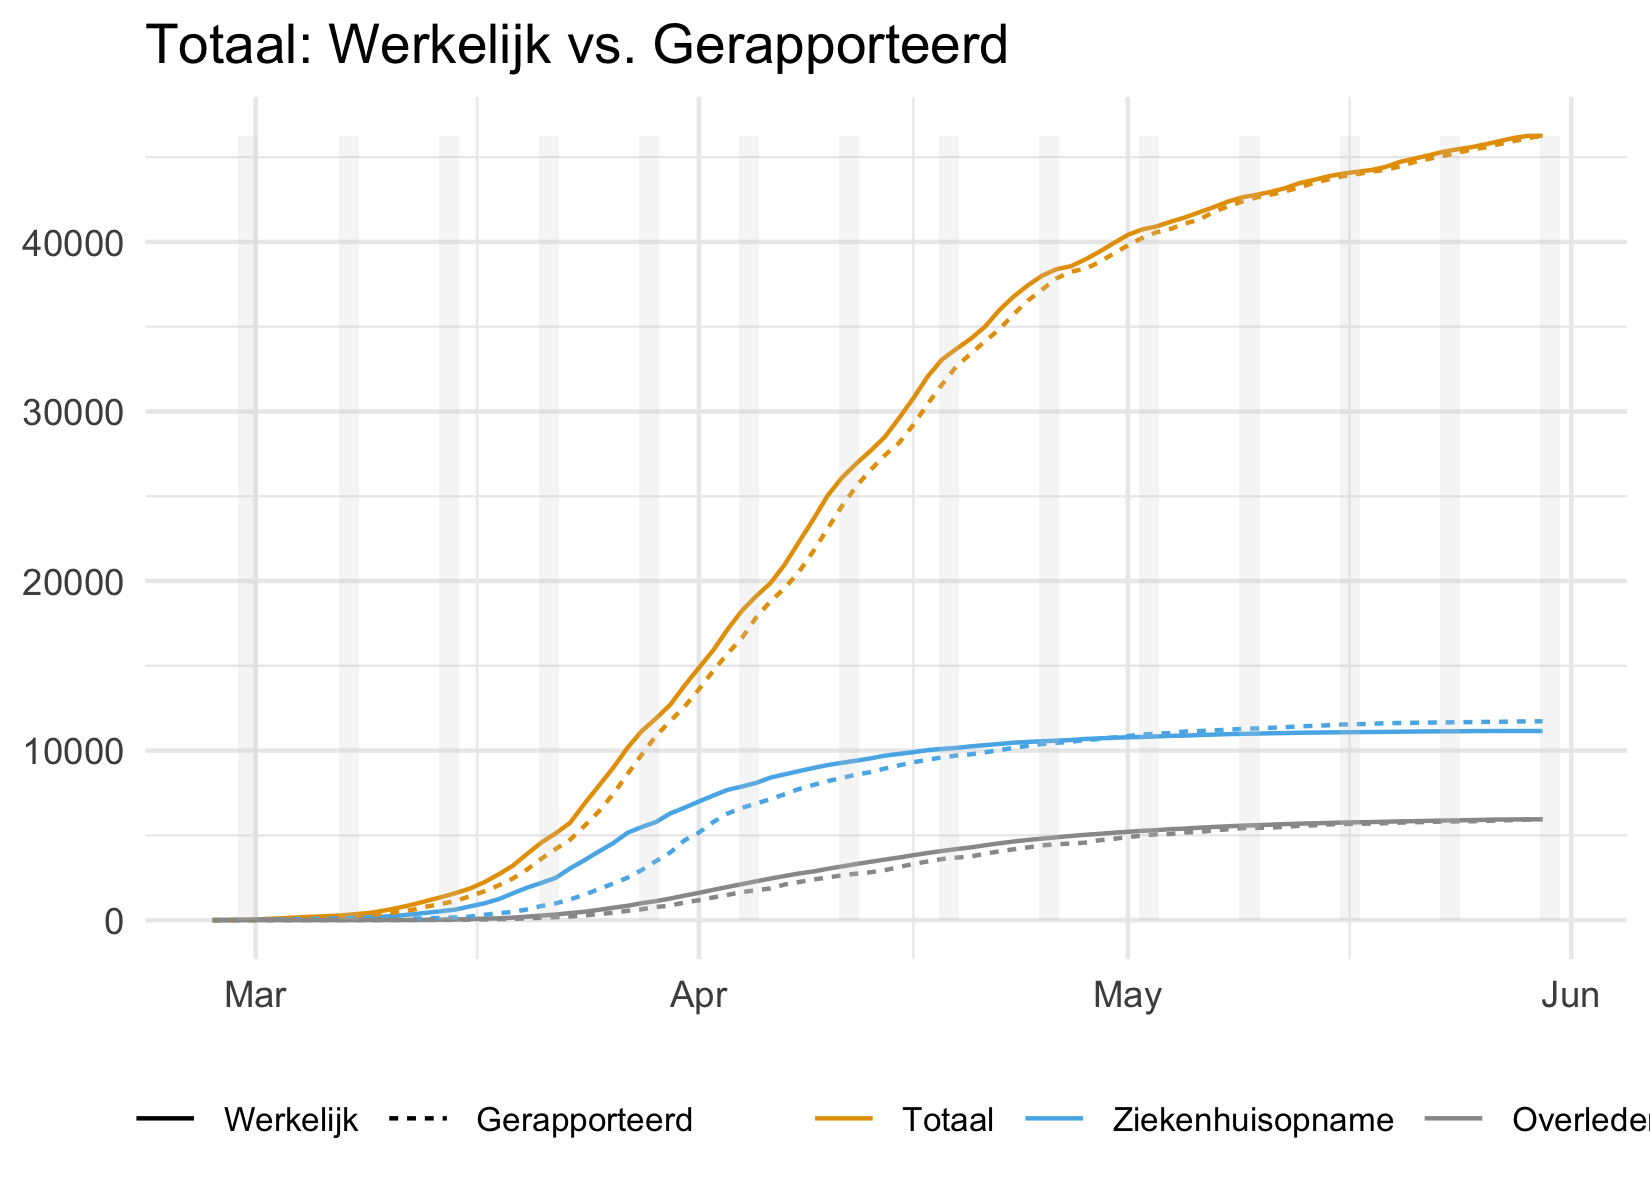 Totaal: Werkelijk vs. Gerapporteerd
40000
30000
20000
10000
0
Mar Apr May Jun
Werkelijk Gerapporteerd Totaal Ziekenhuisopname